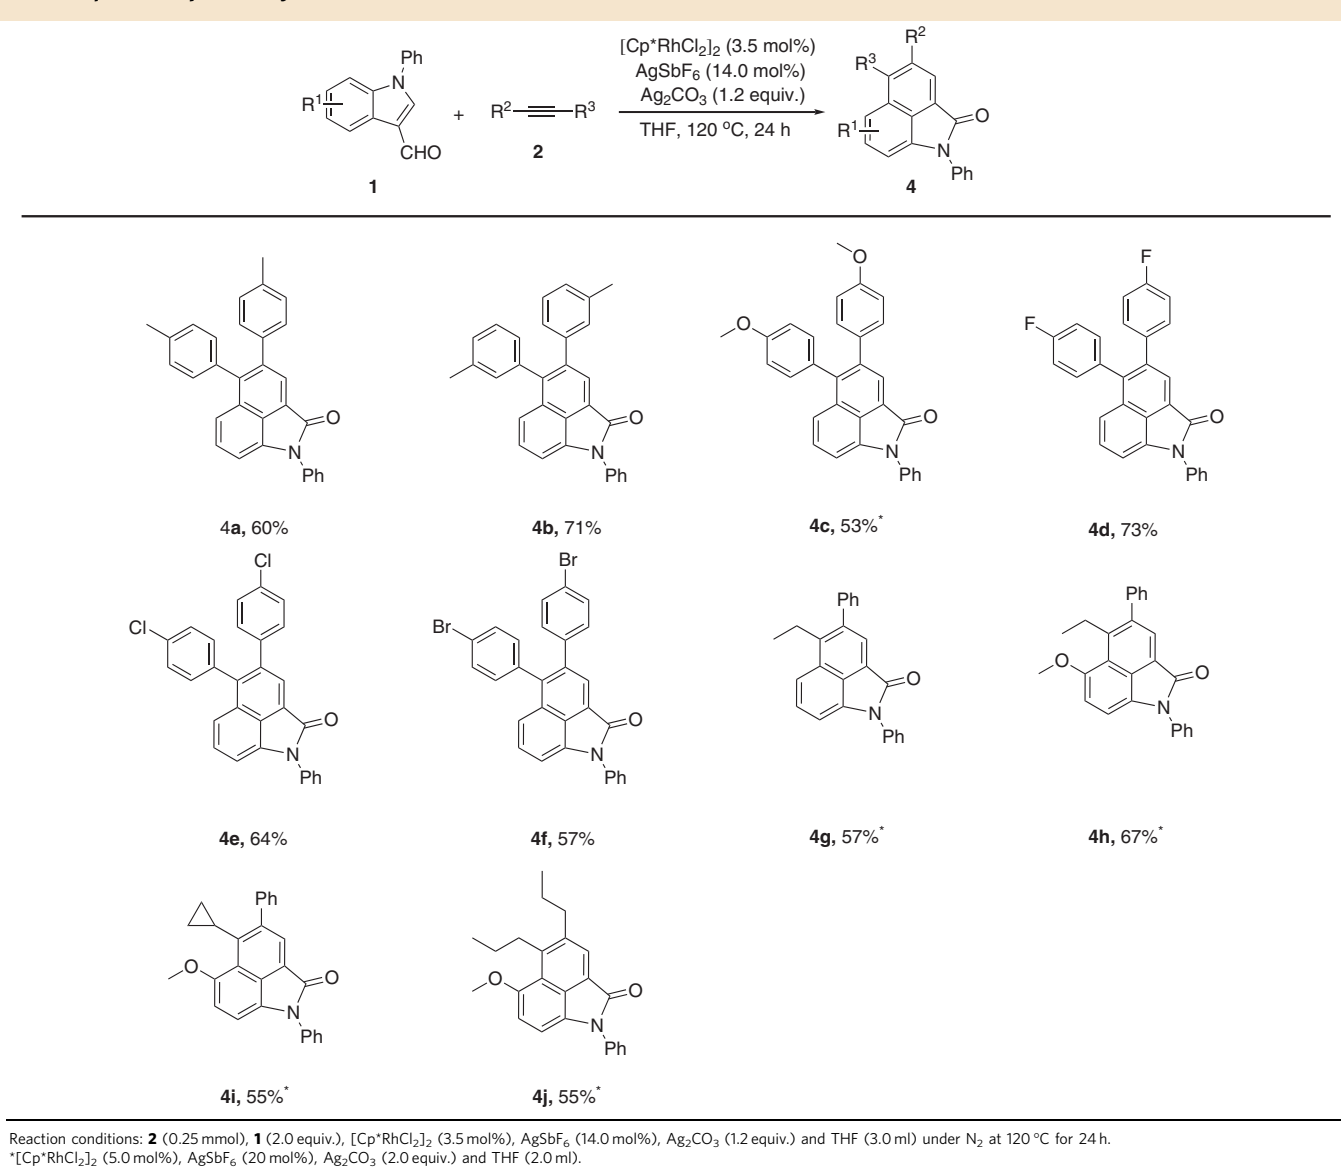 Ph
N
R¹
CHO
1
+
R²
R³
2
[Cp*RhCl₂]₂ (3.5 mol%)
AgSbF₆ (14.0 mol%)
Ag₂CO₃ (1.2 equiv.)
THF, 120 °C, 24 h
R²
R³
R¹
O
N
Ph
4
O
N
Ph
4a, 60%
O
N
Ph
4b, 71%
O
O
O
N
Ph
4c, 53%*
F
F
O
N
Ph
4d, 73%
Cl
Cl
O
N
Ph
4e, 64%
Br
Br
O
N
Ph
4f, 57%
Ph
O
N
Ph
4g, 57%*
Ph
O
O
N
Ph
4h, 67%*
Ph
O
O
N
Ph
4i, 55%*
O
O
N
Ph
4j, 55%*
Reaction conditions: 2 (0.25 mmol), 1 (2.0 equiv.), [Cp*RhCl₂]₂ (3.5 mol%), AgSbF₆ (14.0 mol%), Ag₂CO₃ (1.2 equiv.) and THF (3.0 ml) under N₂ at 120 °C for 24 h.
*[Cp*RhCl₂]₂ (5.0 mol%), AgSbF₆ (20 mol%), Ag₂CO₃ (2.0 equiv.) and THF (2.0 ml).